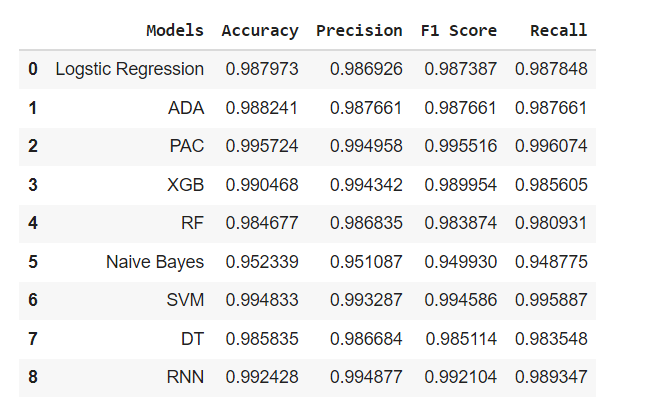 Models Accuracy Precision F1 Score Recall
0 Logstic Regression 0.987973 0.986926 0.987387 0.987848
1 ADA 0.988241 0.987661 0.987661 0.987661
2 PAC 0.995724 0.994958 0.995516 0.996074
3 XGB 0.990468 0.994342 0.989954 0.985605
4 RF 0.984677 0.986835 0.983874 0.980931
5 Naive Bayes 0.952339 0.951087 0.949930 0.948775
6 SVM 0.994833 0.993287 0.994586 0.995887
7 DT 0.985835 0.986684 0.985114 0.983548
8 RNN 0.992428 0.994877 0.992104 0.989347